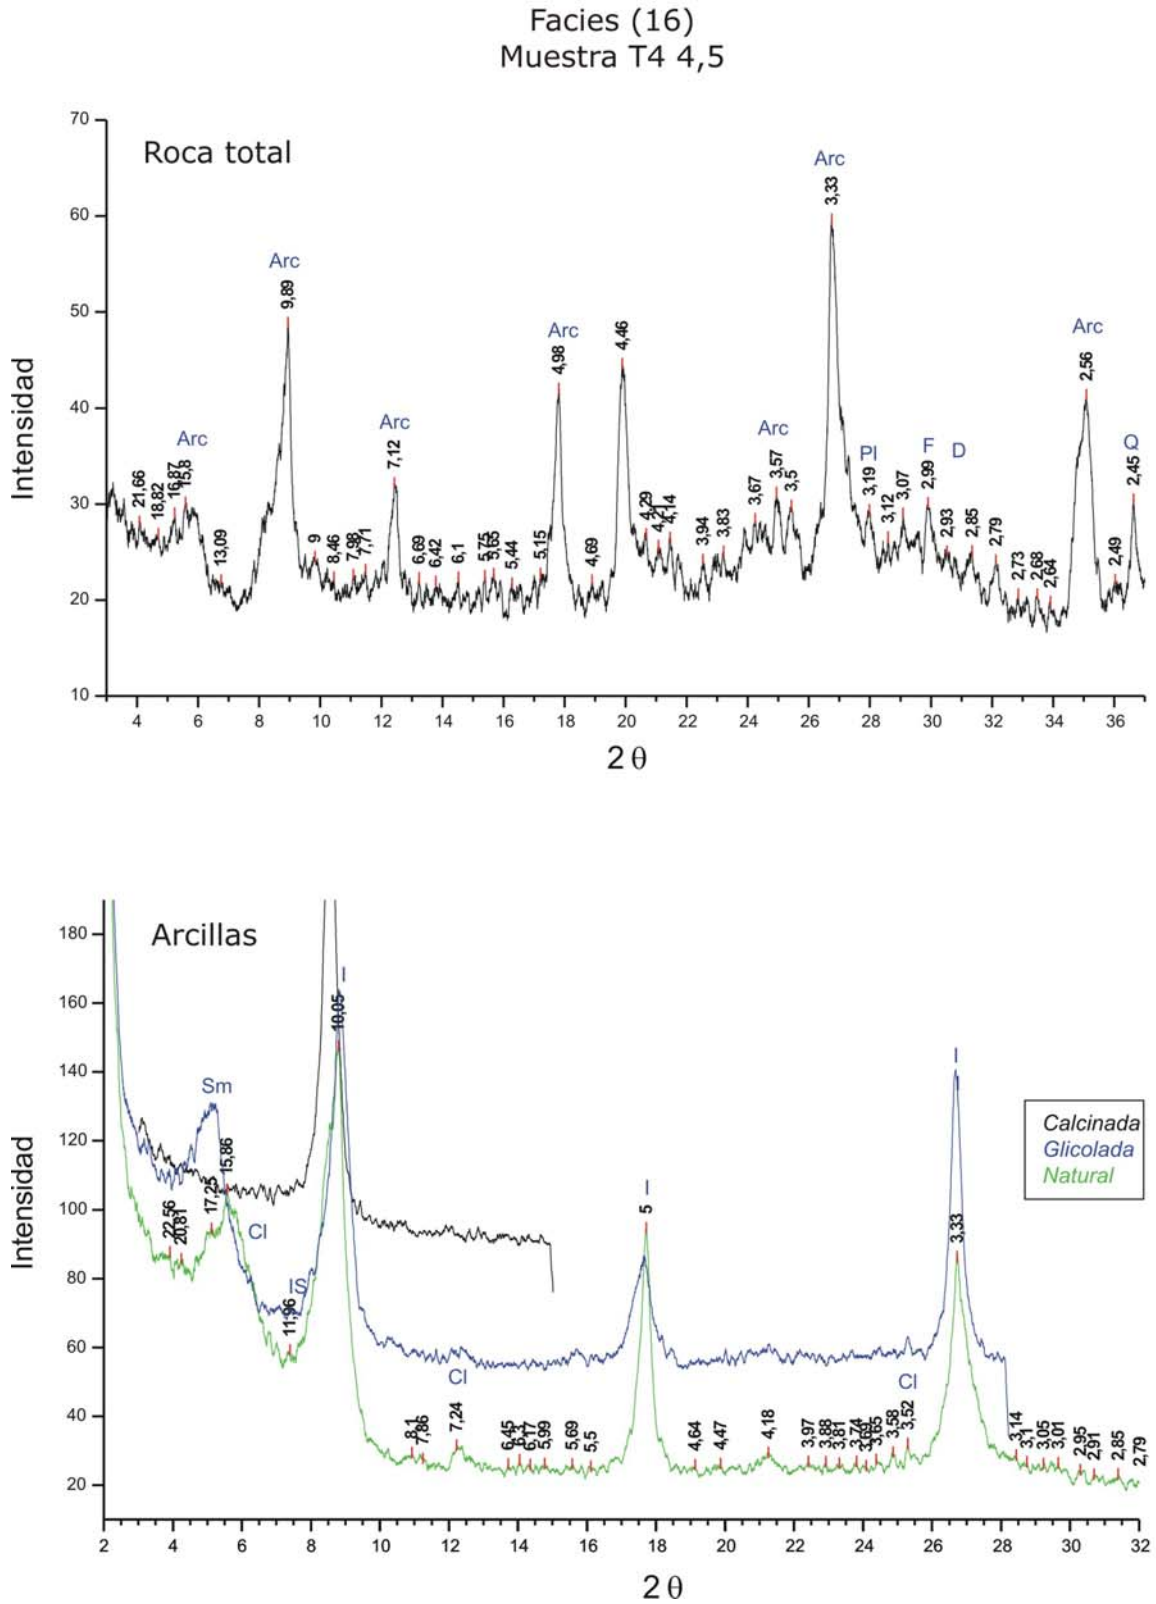 Facies (16)
Muestra T4 4,5
Roca total
Intensidad
70
60
50
40
30
20
10
Arc Arc Arc Arc Arc Arc Pl F D Arc Q
21,66 18,82 16,87 15,8 13,09 9,89 9 8,46 7,98 7,71 7,12 6,69 6,42 6,1 5,75 5,65 5,44 5,15 4,98 4,69 4,46 4,29 4,14 3,94 3,83 3,67 3,57 3,5 3,33 3,19 3,12 3,07 2,99 2,93 2,85 2,79 2,73 2,68 2,64 2,56 2,49 2,45
4 6 8 10 12 14 16 18 20 22 24 26 28 30 32 34 36
2 θ
Arcillas
Intensidad
180
160
140
120
100
80
60
40
20
Sm Cl IS I Cl I Cl I
22,56 20,81 17,25 15,86 11,96 10,05 8,1 7,86 7,24 6,45 6,3 6,17 5,99 5,69 5,5 5 4,64 4,47 4,18 3,97 3,88 3,81 3,74 3,69 3,65 3,58 3,52 3,33 3,14 3,1 3,05 3,01 2,95 2,91 2,85 2,79
Calcinada
Glicolada
Natural
2 4 6 8 10 12 14 16 18 20 22 24 26 28 30 32
2 θ